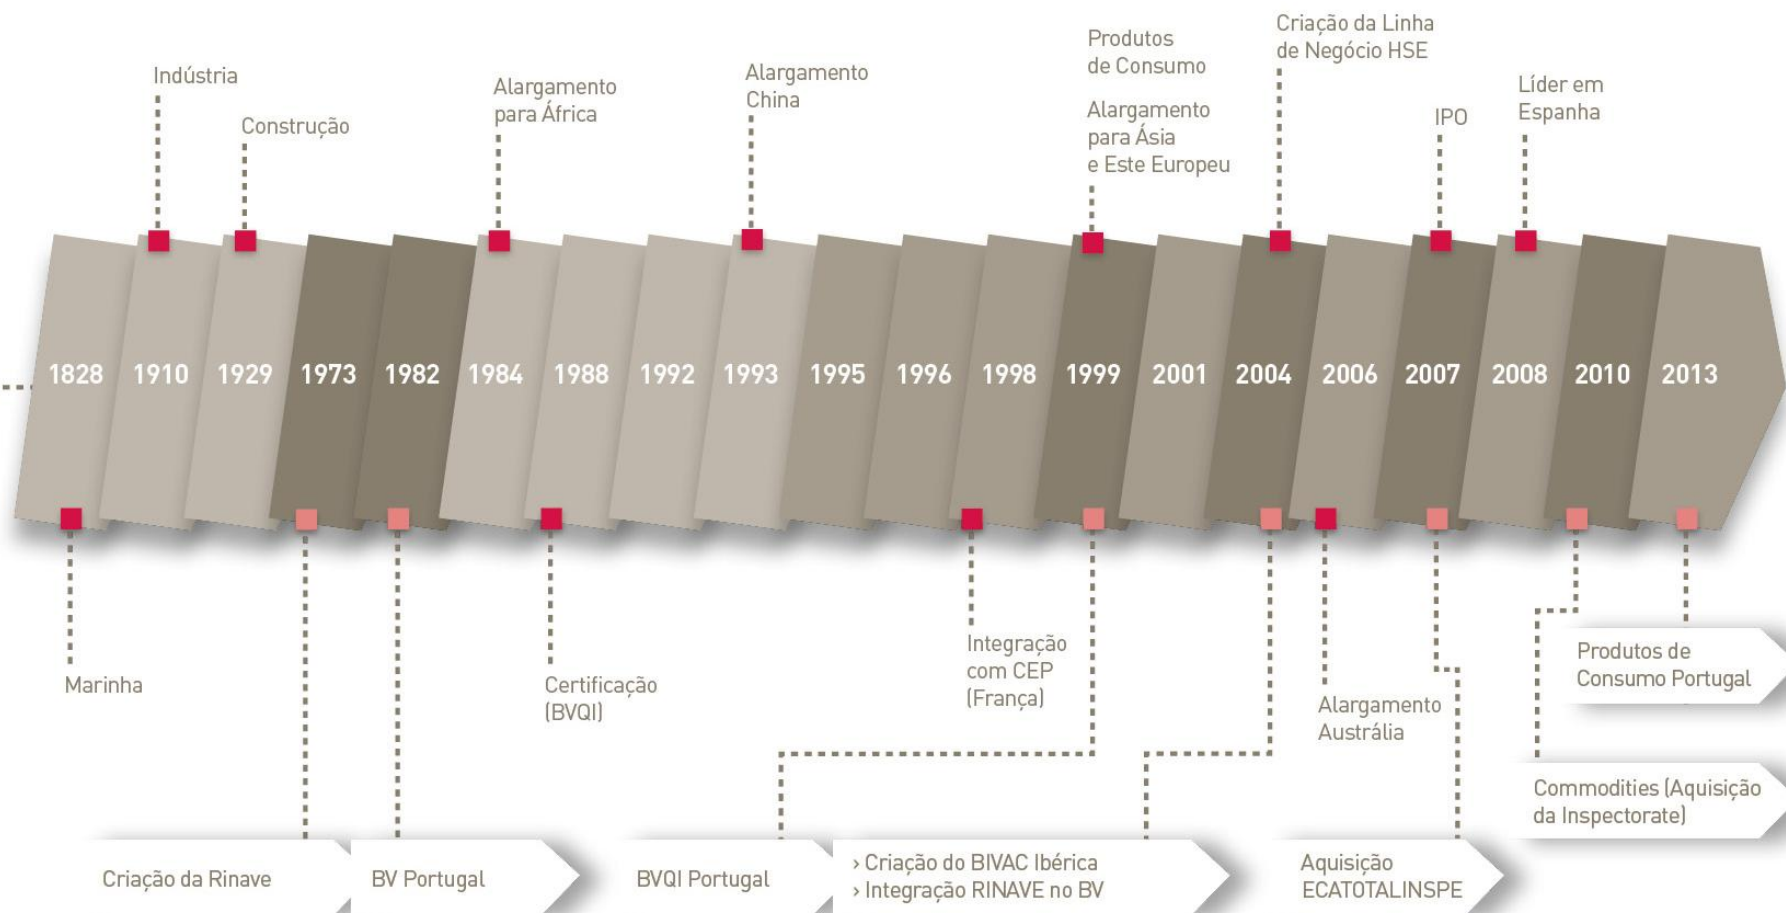 Criação da Linha
de Negócio HSE
Produtos
de Consumo
Indústria
Alargamento
China
Alargamento
para África
Líder em
Espanha
Alargamento
para Ásia
e Este Europeu
IPO
Construção
1828 1910 1929 1973 1982 1984 1988 1992 1993 1995 1996 1998 1999 2001 2004 2006 2007 2008 2010 2013
Marinha
Certificação
(BVQI)
Integração
com CEP
(França)
Alargamento
Austrália
Produtos de
Consumo Portugal
Commodities (Aquisição
da Inspectorate)
Criação da Rinave
BV Portugal
BVQI Portugal
› Criação do BIVAC Ibérica
› Integração RINAVE no BV
Aquisição
ECATOTALINSPE